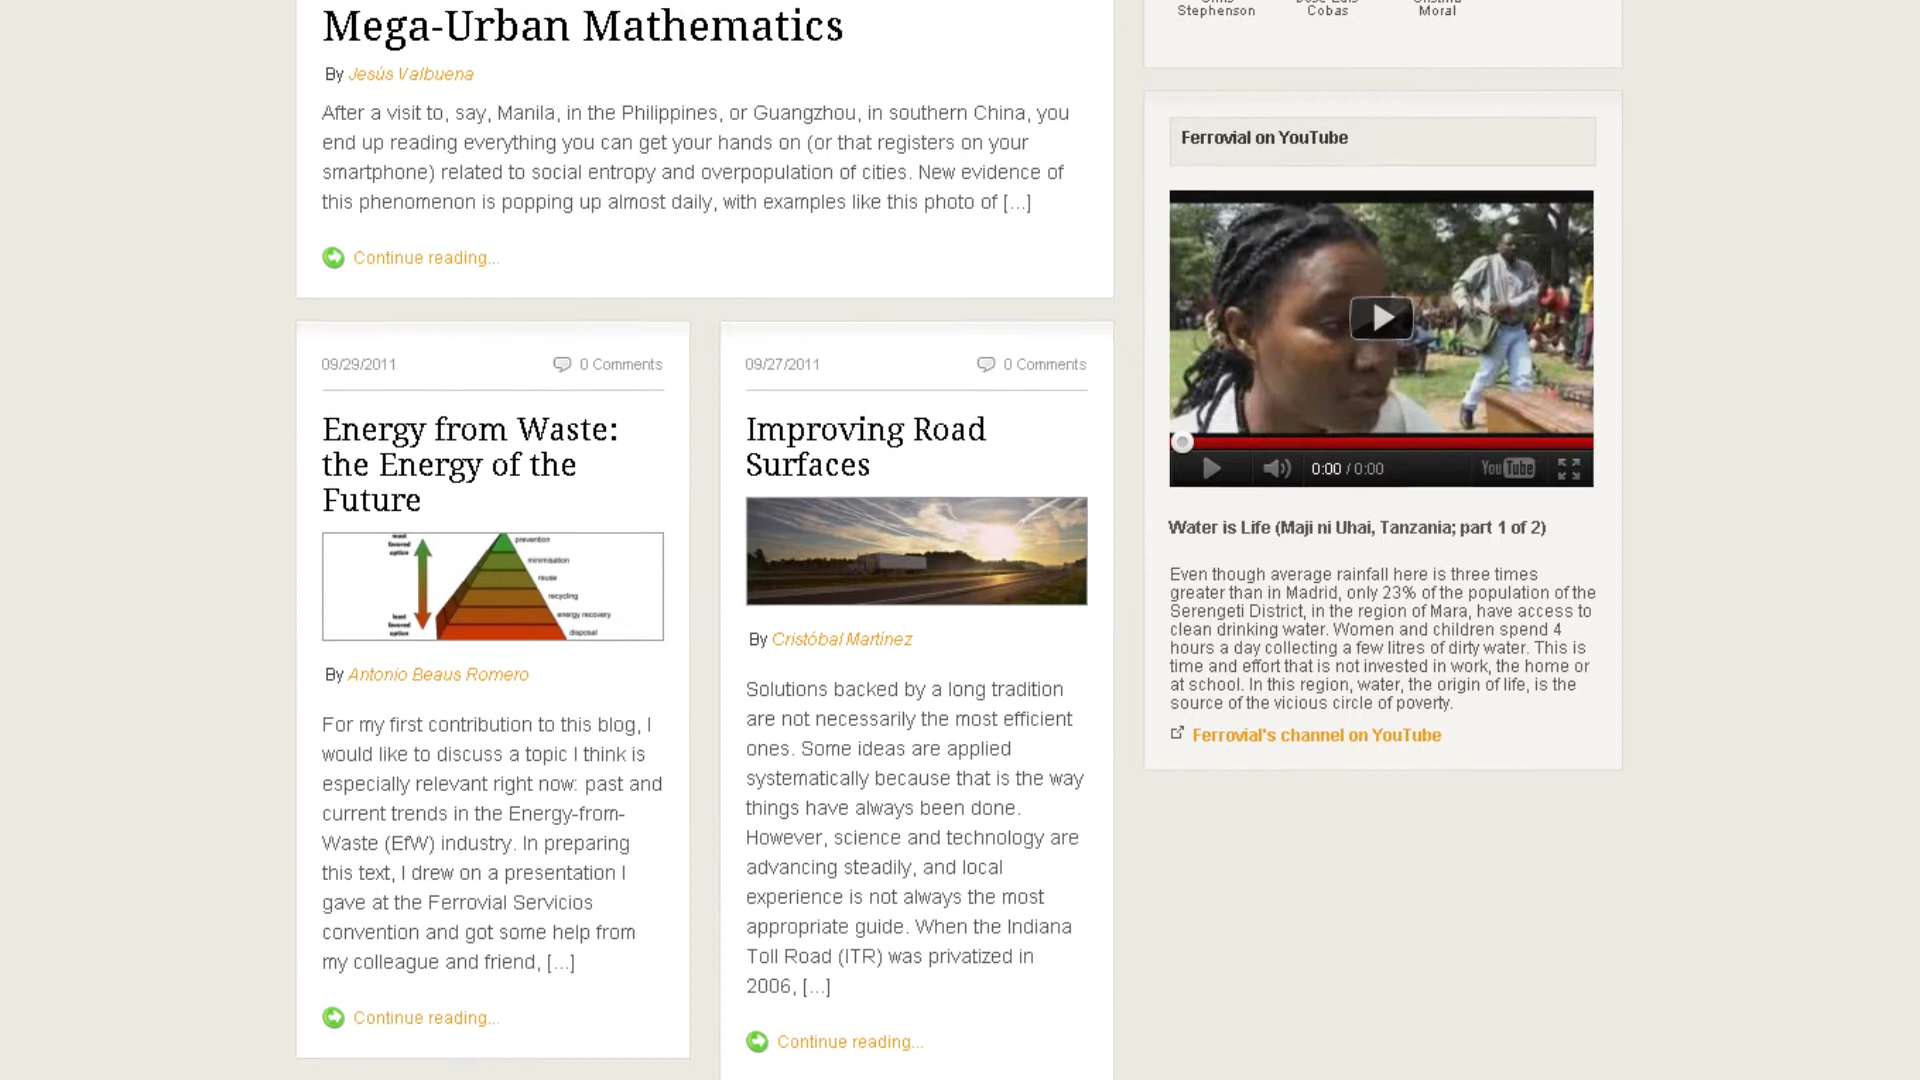 Mega-Urban Mathematics
By Jesús Valbuena
After a visit to, say, Manila, in the Philippines, or Guangzhou, in southern China, you
end up reading everything you can get your hands on (or that registers on your
smartphone) related to social entropy and overpopulation of cities. New evidence of
this phenomenon is popping up almost daily, with examples like this photo of [...]
Continue reading...
09/29/2011
0 Comments
Energy from Waste:
the Energy of the
Future
most
favored
option
least
favored
option
prevention
minimisation
reuse
recycling
energy recovery
disposal
By Antonio Beaus Romero
For my first contribution to this blog, I
would like to discuss a topic I think is
especially relevant right now: past and
current trends in the Energy-from-
Waste (EfW) industry. In preparing
this text, I drew on a presentation I
gave at the Ferrovial Servicios
convention and got some help from
my colleague and friend, [...]
Continue reading...
09/27/2011
0 Comments
Improving Road
Surfaces
By Cristóbal Martínez
Solutions backed by a long tradition
are not necessarily the most efficient
ones. Some ideas are applied
systematically because that is the way
things have always been done.
However, science and technology are
advancing steadily, and local
experience is not always the most
appropriate guide. When the Indiana
Toll Road (ITR) was privatized in
2006, [...]
Continue reading...
Stephenson
Cobas
Moral
Ferrovial on YouTube
0:00 / 0:00
YouTube
Water is Life (Maji ni Uhai, Tanzania; part 1 of 2)
Even though average rainfall here is three times
greater than in Madrid, only 23% of the population of the
Serengeti District, in the region of Mara, have access to
clean drinking water. Women and children spend 4
hours a day collecting a few litres of dirty water. This is
time and effort that is not invested in work, the home or
at school. In this region, water, the origin of life, is the
source of the vicious circle of poverty.
Ferrovial's channel on YouTube